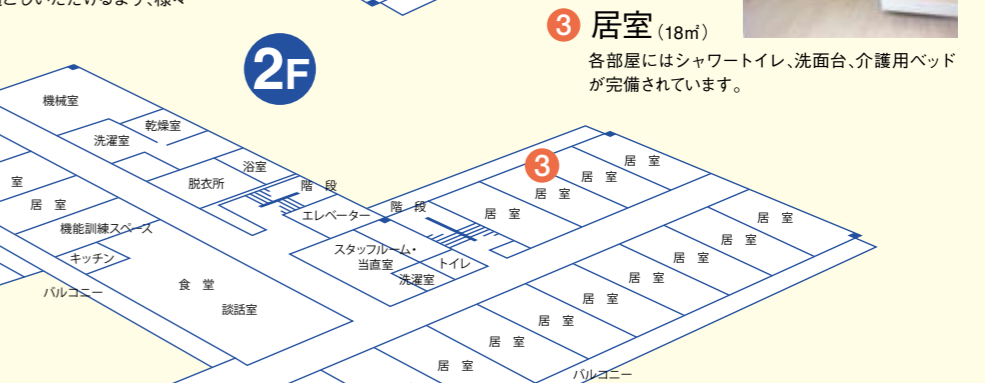 過ごしいただけるよう、様々
3 居室(18㎡)
各部屋にはシャワートイレ、洗面台、介護用ベッド
が完備されています。
2F
機械室
乾燥室
洗濯室
浴室
脱衣所
階 段
エレベーター
階 段
室
居 室
機能訓練スペース
キッチン
バルコニー
食 堂
談話室
スタッフルーム・
当直室
トイレ
洗濯室
3
居 室
居 室
居 室
居 室
居 室
居 室
居 室
居 室
居 室
居 室
居 室
居 室
バルコニー